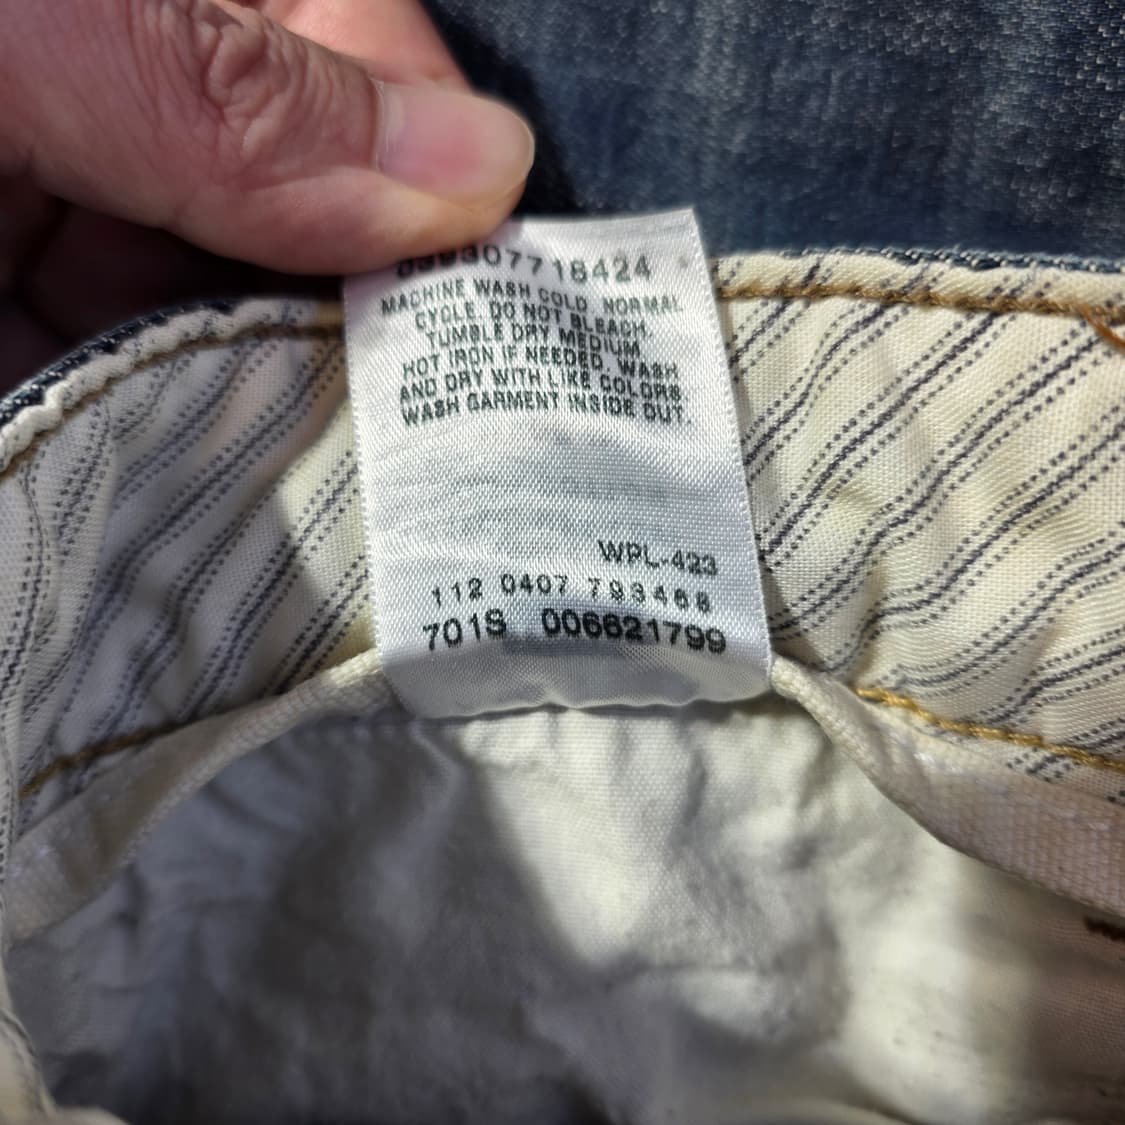 039307718424
MACHINE WASH COLD, NORMAL
CYCLE. DO NOT BLEACH.
TUMBLE DRY MEDIUM.
HOT IRON IF NEEDED. WASH
AND DRY WITH LIKE COLORS.
WASH GARMENT INSIDE OUT.
WPL-423
112 0407 793468
701S 006621799